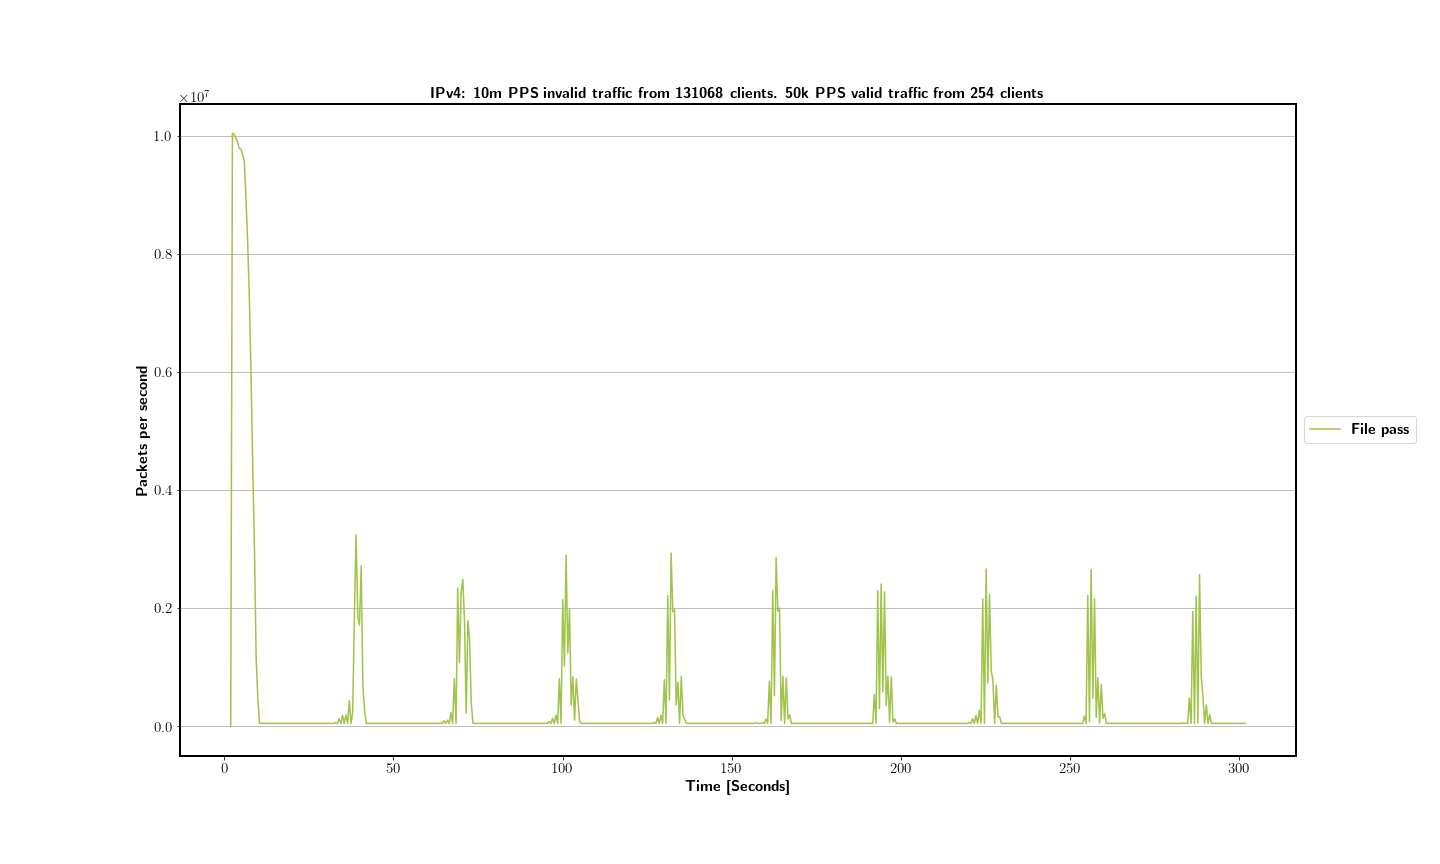 IPv4: 10m PPS invalid traffic from 131068 clients. 50k PPS valid traffic from 254 clients
×10⁷
1.0
0.8
0.6
0.4
0.2
0.0
Packets per second
0 50 100 150 200 250 300
Time [Seconds]
File pass